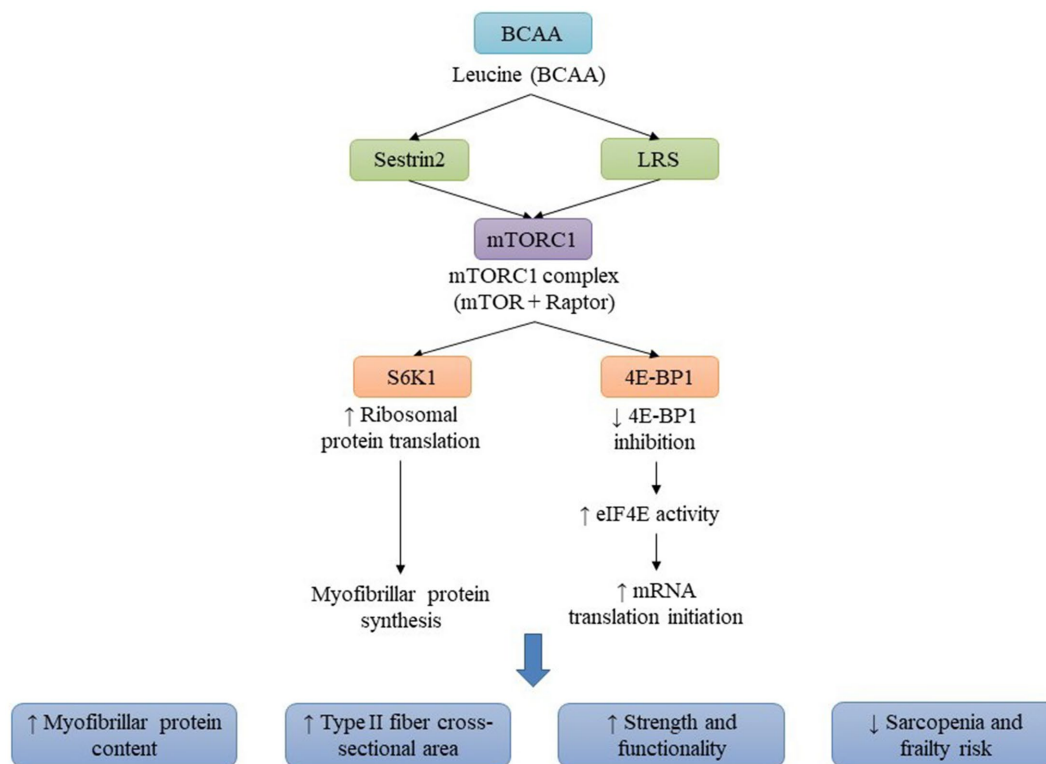 BCAA
Leucine (BCAA)
Sestrin2
LRS
mTORC1
mTORC1 complex
(mTOR + Raptor)
S6K1
4E-BP1
↑ Ribosomal
protein translation
↓ 4E-BP1
inhibition
↑ eIF4E activity
Myofibrillar protein
synthesis
↑ mRNA
translation initiation
↑ Myofibrillar protein
content
↑ Type II fiber cross-
sectional area
↑ Strength and
functionality
↓ Sarcopenia and
frailty risk